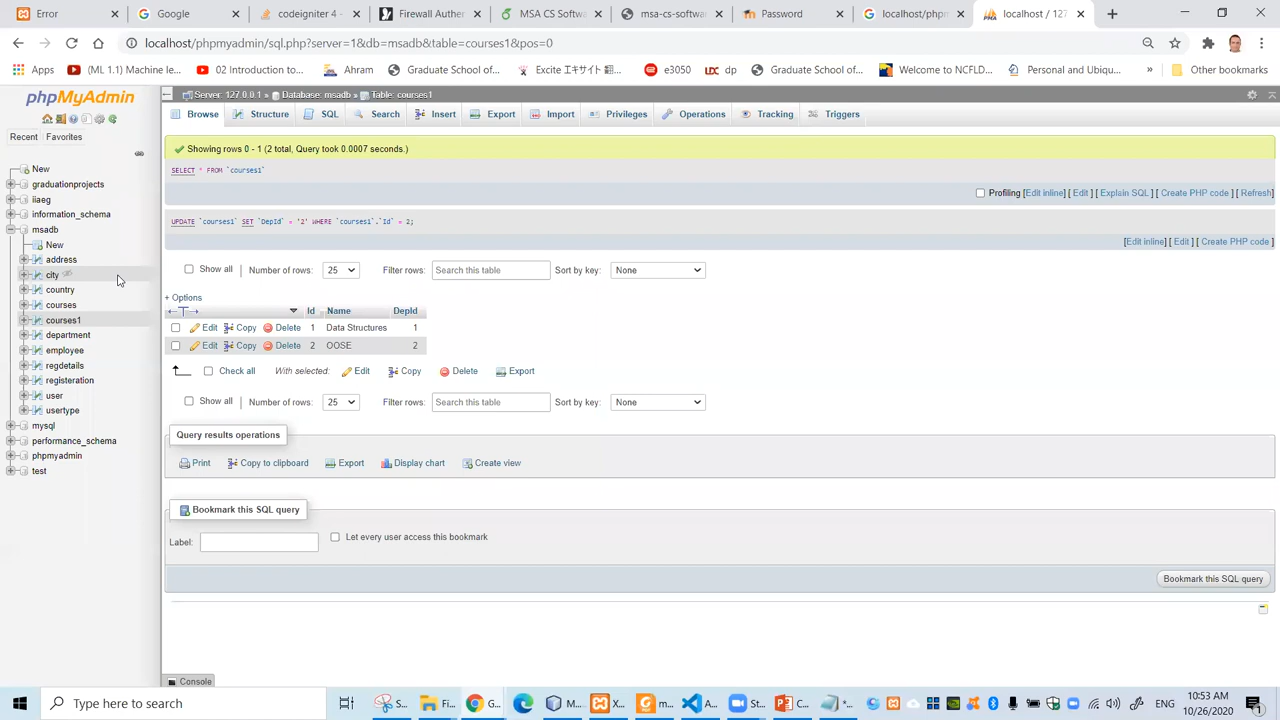 Error
Google
codeigniter 4 -
Firewall Auther
MSA CS Softw
msa-cs-softwa
Password
localhost/phpm
localhost / 127
localhost/phpmyadmin/sql.php?server=1&db=msadb&table=courses1&pos=0
Apps
(ML 1.1) Machine le...
02 Introduction to...
Ahram
Graduate School of...
Excite エキサイト 翻...
e3050
dp
Graduate School of...
Welcome to NCFLD...
Personal and Ubiqu...
»
Other bookmarks
phpMyAdmin
Recent
Favorites
New
graduationprojects
iiaeg
information_schema
msadb
New
address
city
country
courses
courses1
department
employee
regdetails
registeration
user
usertype
mysql
performance_schema
phpmyadmin
test
Server: 127.0.0.1 » Database: msadb » Table: courses1
Browse
Structure
SQL
Search
Insert
Export
Import
Privileges
Operations
Tracking
Triggers
Showing rows 0 - 1 (2 total, Query took 0.0007 seconds.)
SELECT * FROM `courses1`
Profiling [Edit inline] [ Edit ] [ Explain SQL ] [ Create PHP code ] [ Refresh]
UPDATE `courses1` SET `DepId` = '2' WHERE `courses1`.`Id` = 2;
[Edit inline] [ Edit ] [ Create PHP code ]
Show all | Number of rows: 25 Filter rows: Search this table Sort by key: None
+ Options
Id Name DepId
Edit Copy Delete 1 Data Structures 1
Edit Copy Delete 2 OOSE 2
Check all With selected: Edit Copy Delete Export
Show all | Number of rows: 25 Filter rows: Search this table Sort by key: None
Query results operations
Print Copy to clipboard Export Display chart Create view
Bookmark this SQL query
Label: Let every user access this bookmark
Bookmark this SQL query
Console
Type here to search
S...
Fi...
G...
M...
X...
m...
A...
St...
C...
*...
ENG
10:53 AM
10/26/2020